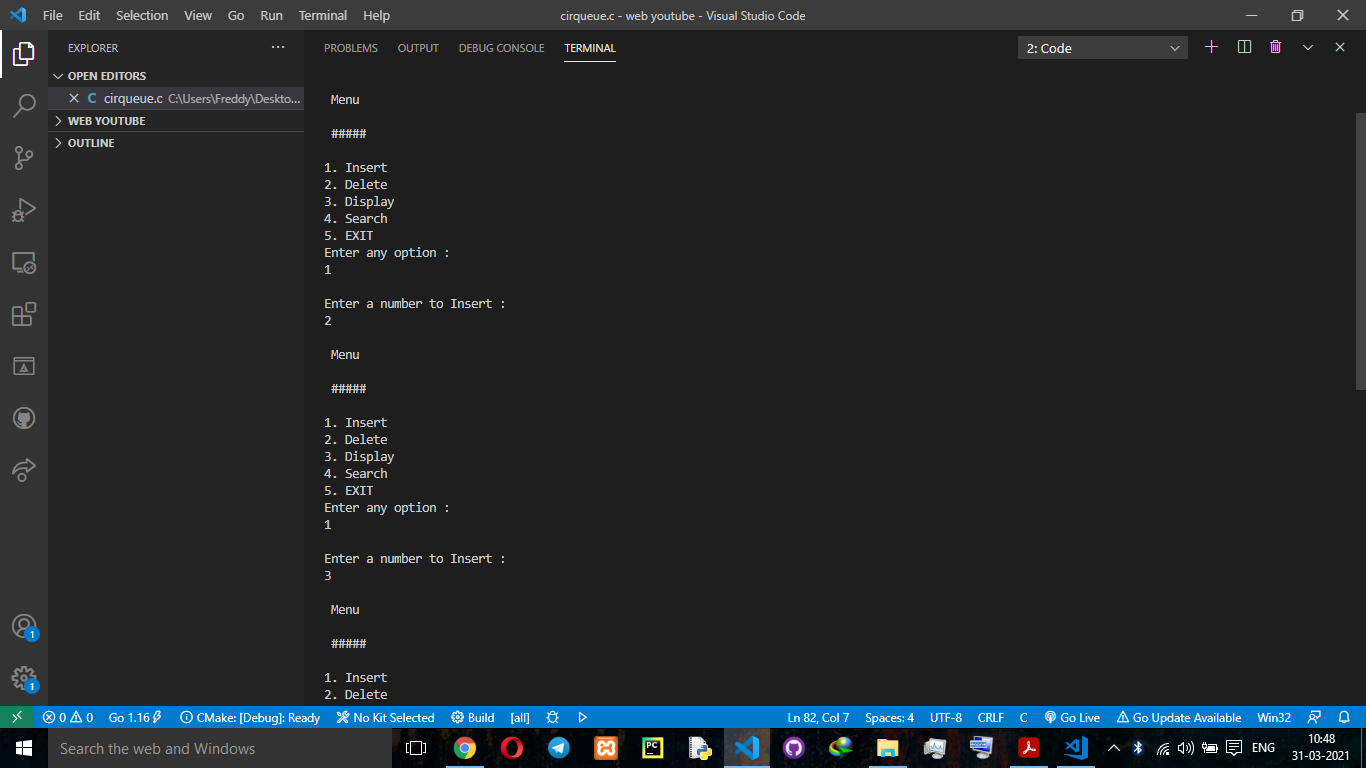 File Edit Selection View Go Run Terminal Help
cirqueue.c - web youtube - Visual Studio Code
EXPLORER
OPEN EDITORS
C cirqueue.c C:\Users\Freddy\Deskto...
WEB YOUTUBE
OUTLINE
PROBLEMS OUTPUT DEBUG CONSOLE TERMINAL
2: Code
Menu
#####
1. Insert
2. Delete
3. Display
4. Search
5. EXIT
Enter any option :
1
Enter a number to Insert :
2
Menu
#####
1. Insert
2. Delete
3. Display
4. Search
5. EXIT
Enter any option :
1
Enter a number to Insert :
3
Menu
#####
1. Insert
2. Delete
1
1
0 0 Go 1.16 CMake: [Debug]: Ready No Kit Selected Build [all]
Ln 82, Col 7 Spaces: 4 UTF-8 CRLF C Go Live Go Update Available Win32
Search the web and Windows
PC
ENG
10:48
31-03-2021